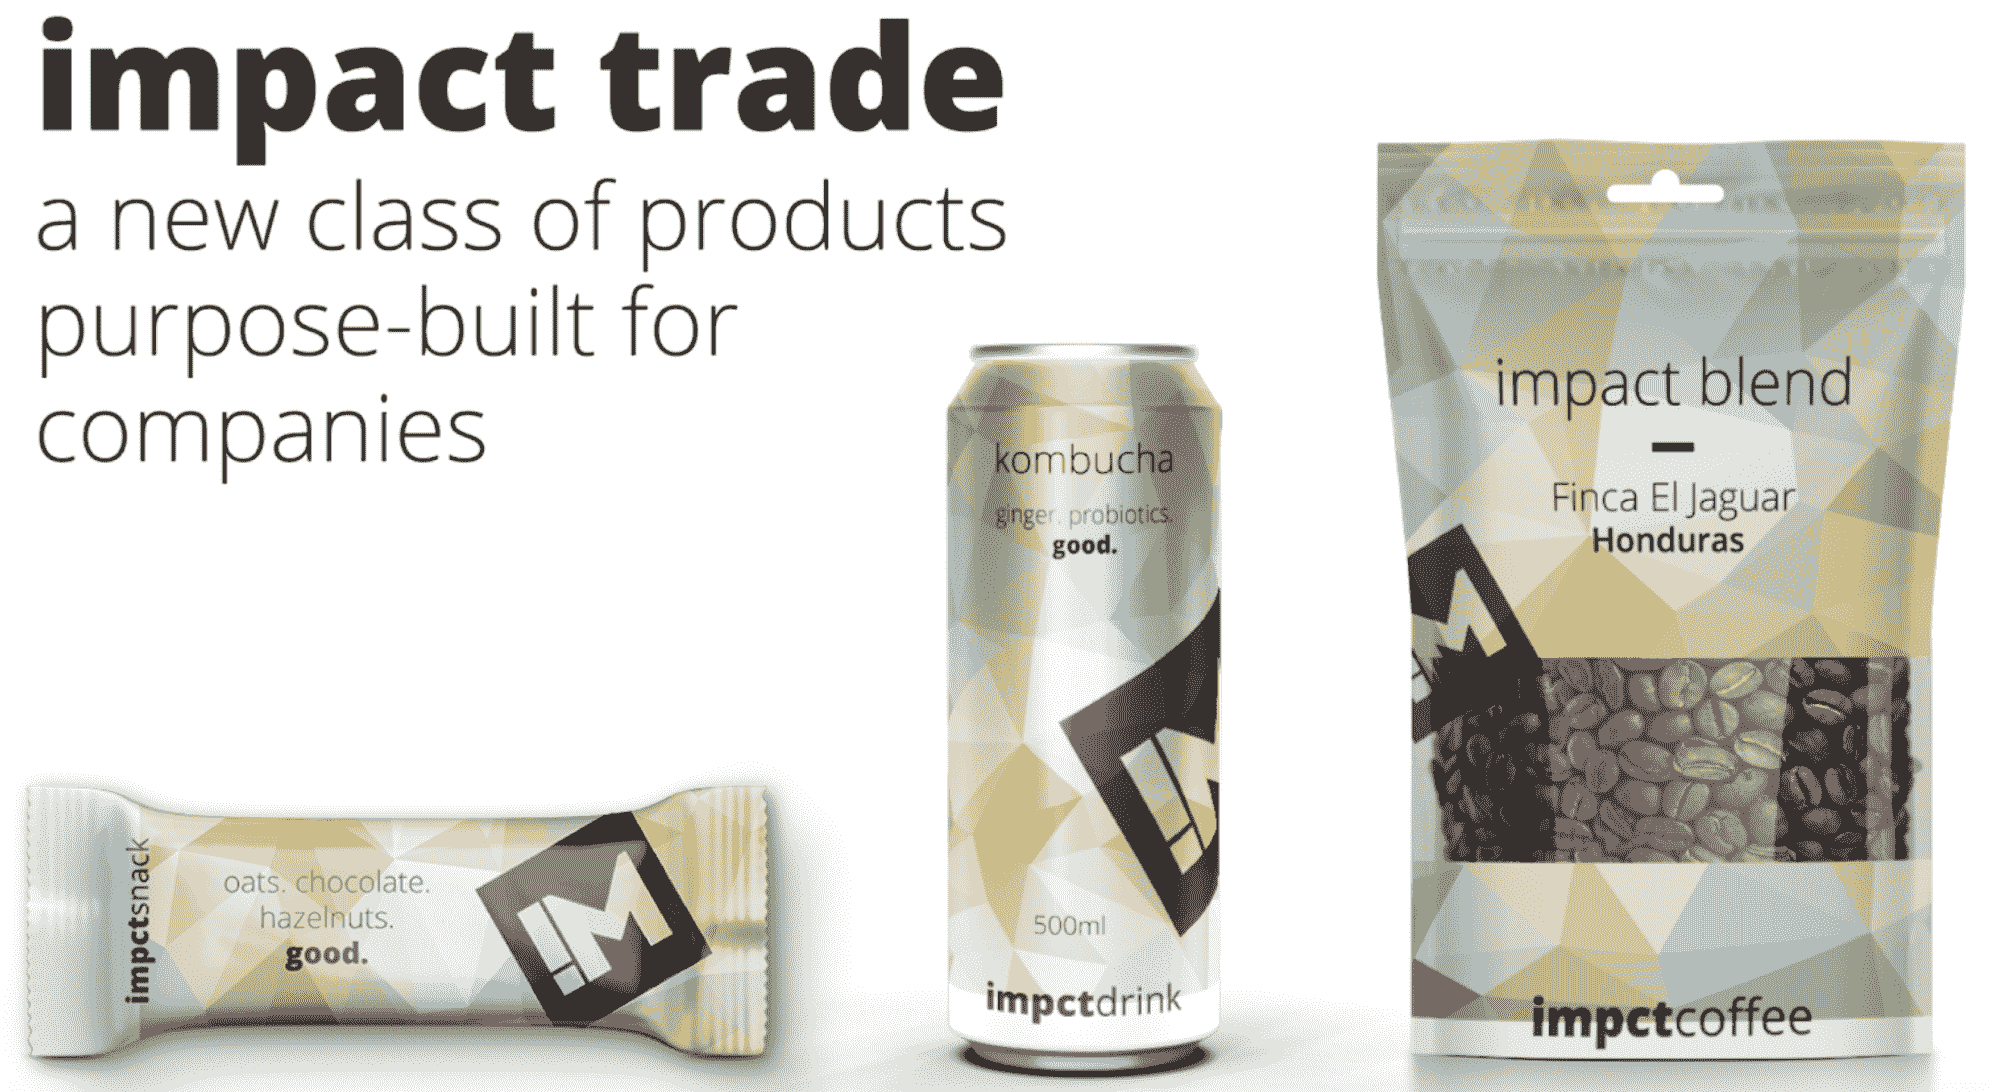 impact trade
a new class of products
purpose-built for
companies
impctsnack
oats. chocolate.
hazelnuts.
good.
kombucha
ginger. probiotics.
good.
500ml
impctdrink
impact blend
Finca El Jaguar
Honduras
impctcoffee